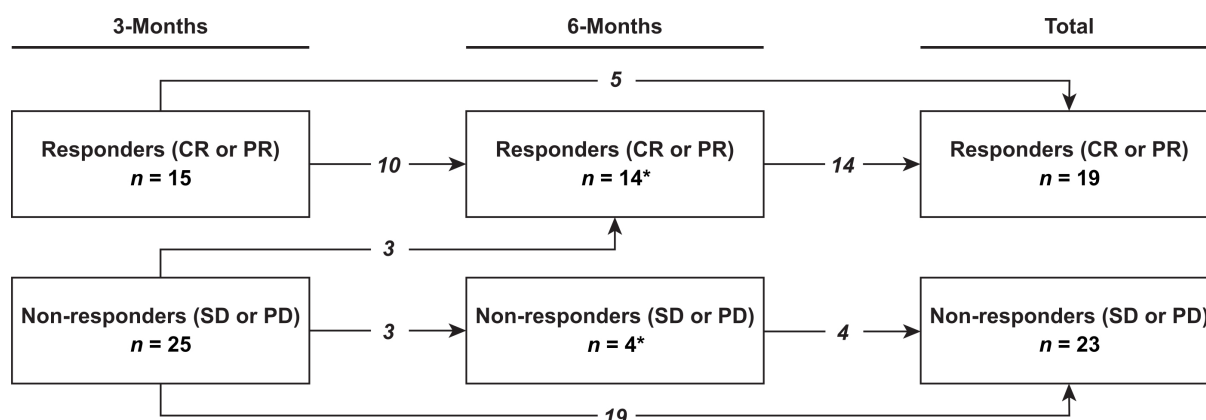 3-Months 6-Months Total
5
Responders (CR or PR) Responders (CR or PR) Responders (CR or PR)
n = 15 10 n = 14* 14 n = 19
3
Non-responders (SD or PD) Non-responders (SD or PD) Non-responders (SD or PD)
n = 25 3 n = 4* 4 n = 23
19